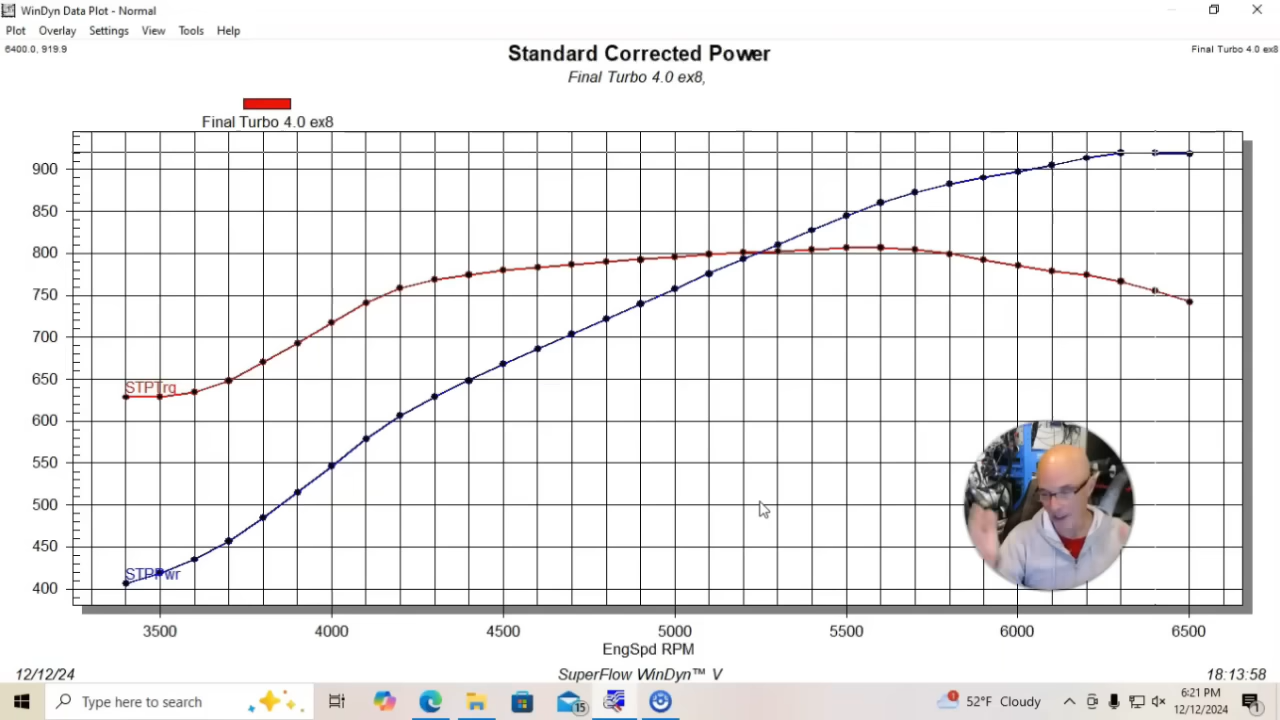 WinDyn Data Plot - Normal
Plot Overlay Settings View Tools Help
6400.0, 919.9
Final Turbo 4.0 ex8
Standard Corrected Power
Final Turbo 4.0 ex8,
Final Turbo 4.0 ex8
900
850
800
750
700
650
600
550
500
450
400
STPTrq
STPPwr
3500 4000 4500 5000 5500 6000 6500
EngSpd RPM
12/12/24 SuperFlow WinDyn™ V 18:13:58
Type here to search
15
52°F Cloudy
6:21 PM
12/12/2024
1